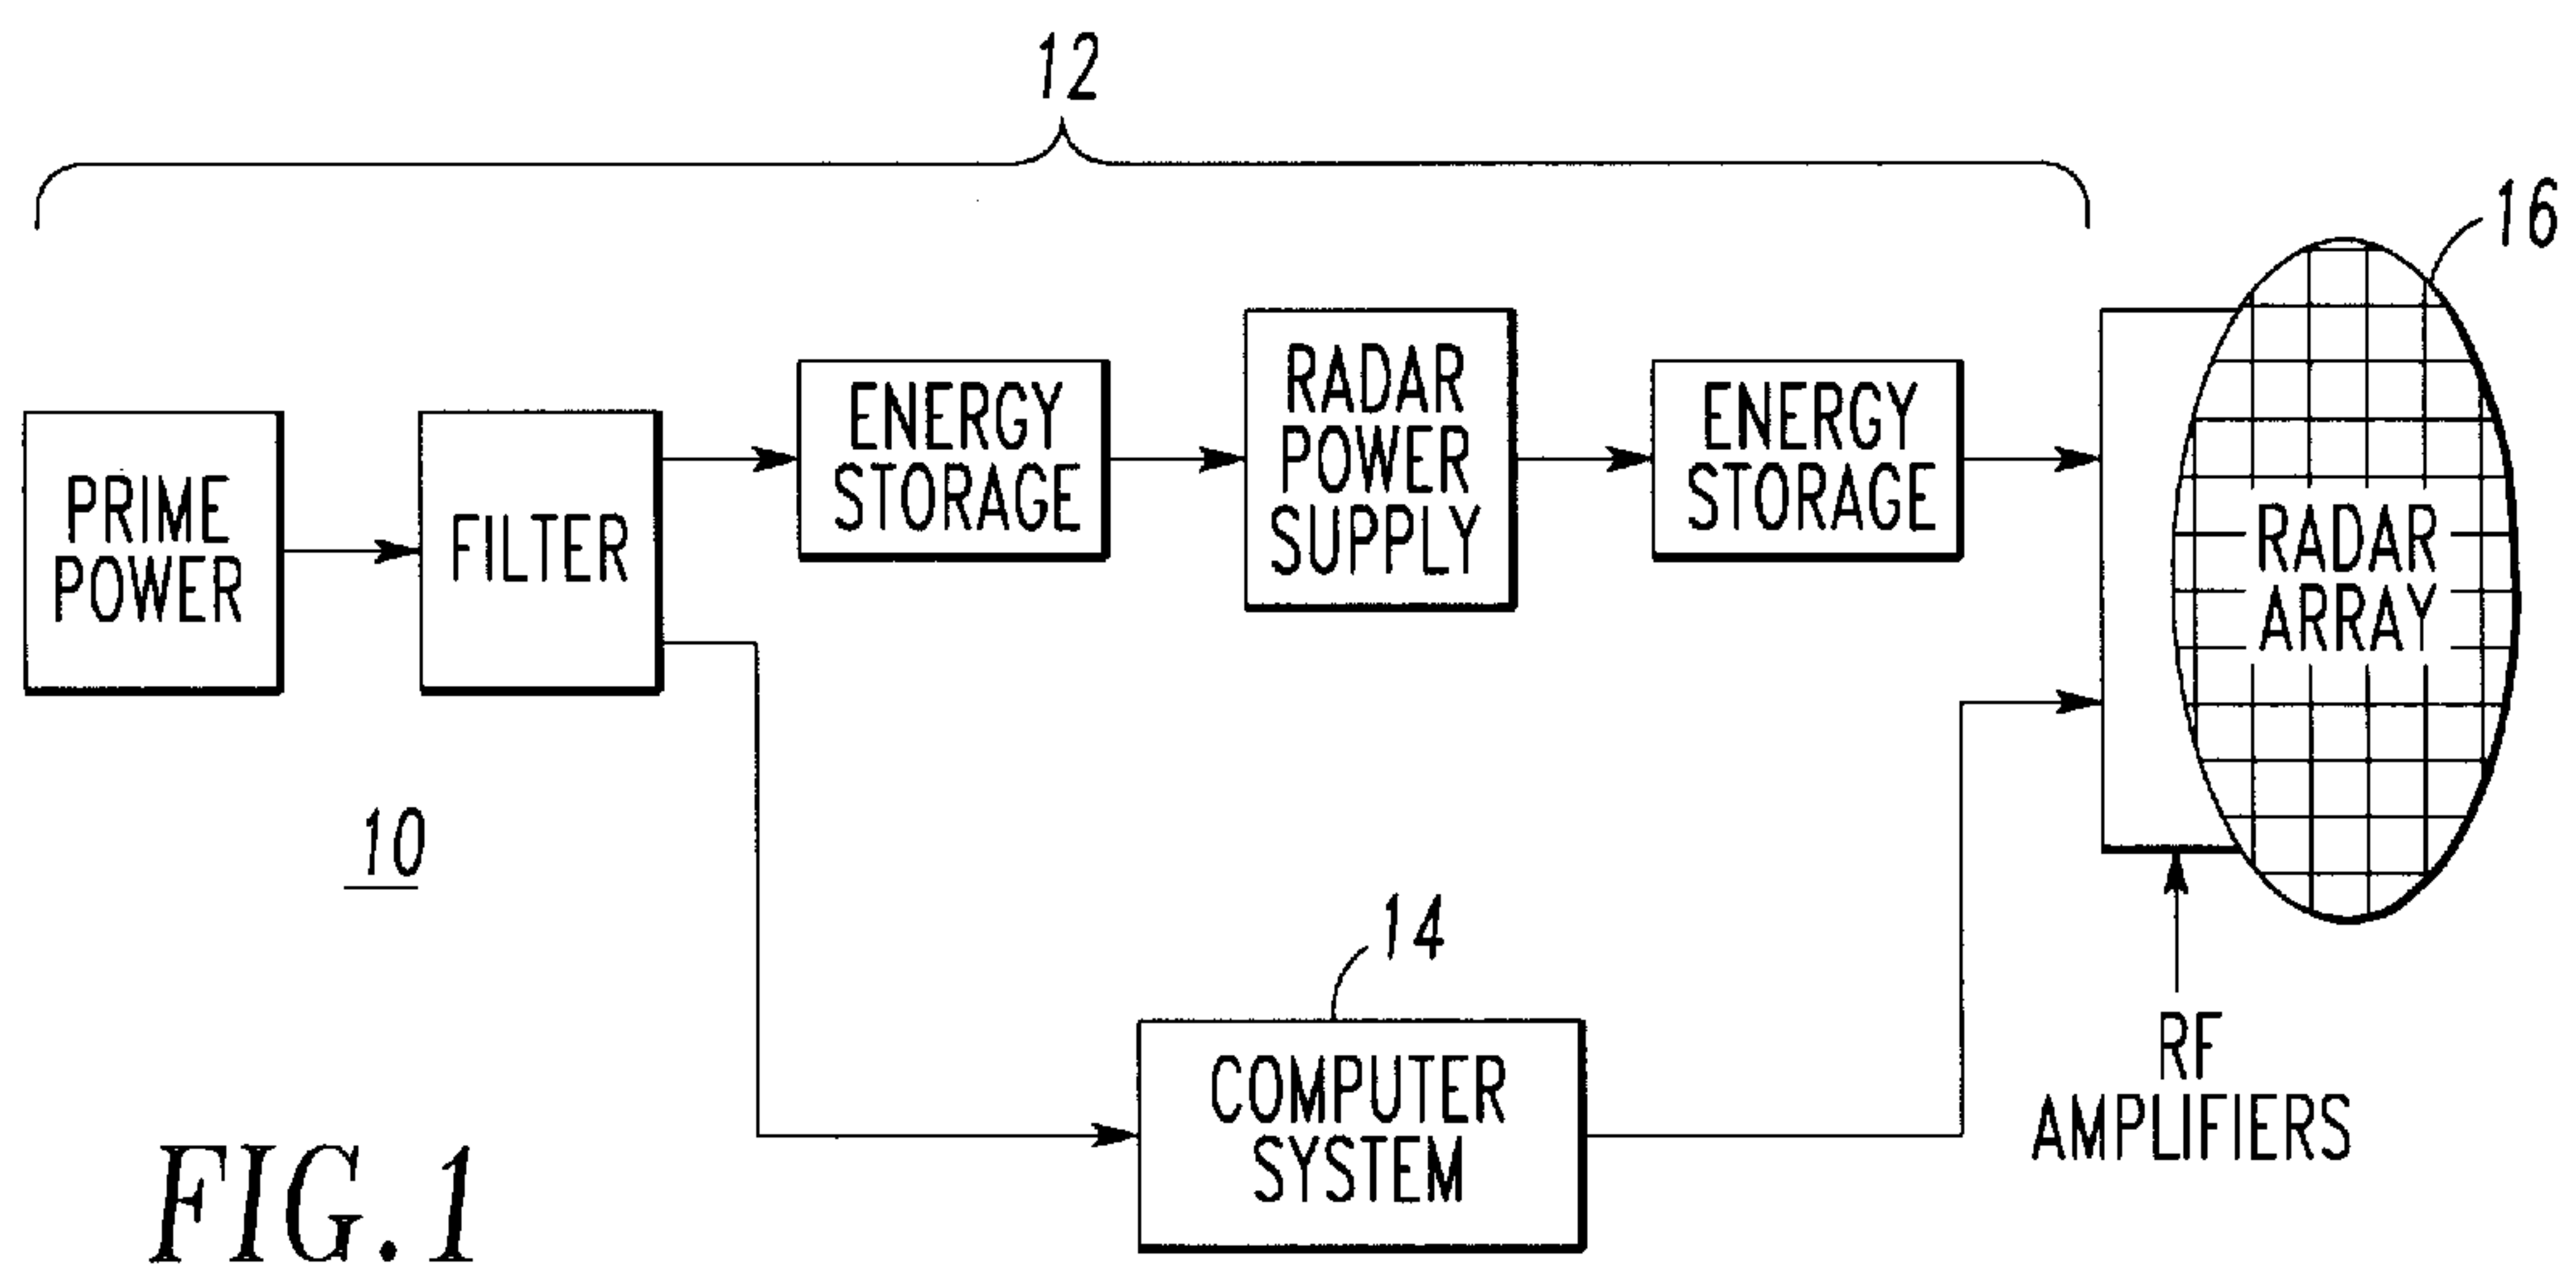 12
16
PRIME
POWER
FILTER
ENERGY
STORAGE
RADAR
POWER
SUPPLY
ENERGY
STORAGE
RADAR
ARRAY
10
14
COMPUTER
SYSTEM
RF
AMPLIFIERS
FIG. 1